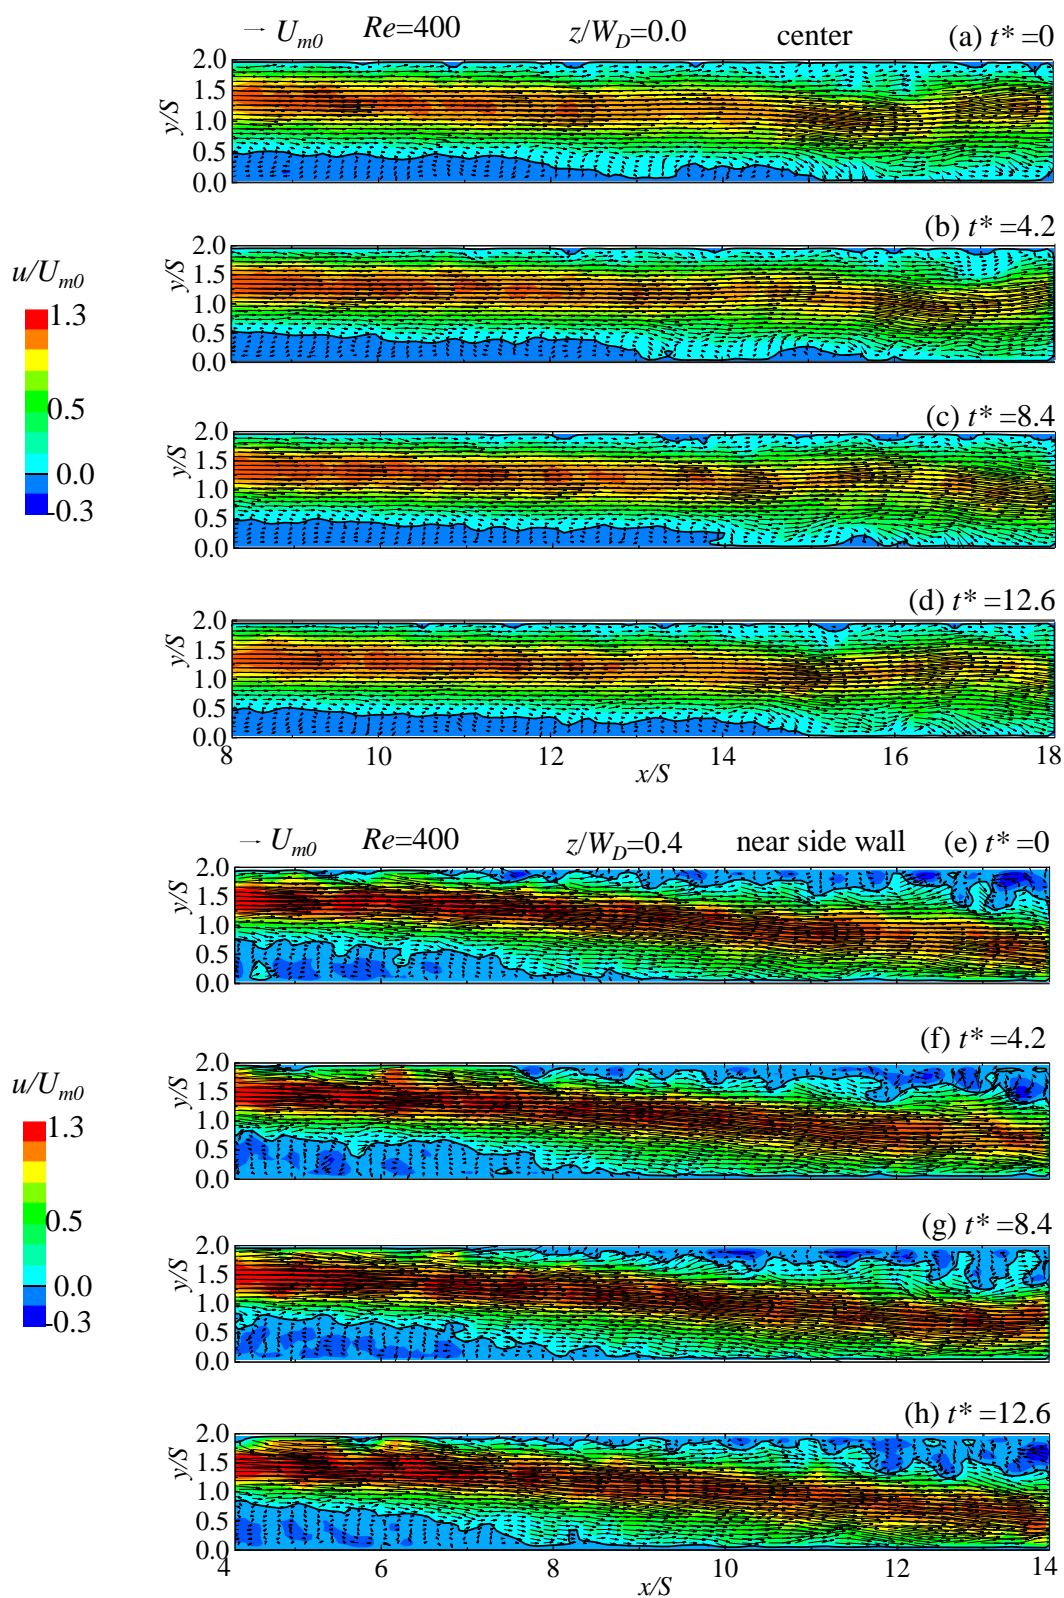 → U_m0 Re=400 z/W_D=0.0 center (a) t* =0
2.0
1.5
1.0
0.5
0.0
y/S
(b) t* =4.2
2.0
1.5
1.0
0.5
0.0
y/S
u/U_m0
1.3
0.5
0.0
-0.3
(c) t* =8.4
2.0
1.5
1.0
0.5
0.0
y/S
(d) t* =12.6
2.0
1.5
1.0
0.5
0.0
y/S
8 10 12 14 16 18
x/S
→ U_m0 Re=400 z/W_D=0.4 near side wall (e) t* =0
2.0
1.5
1.0
0.5
0.0
y/S
(f) t* =4.2
2.0
1.5
1.0
0.5
0.0
y/S
u/U_m0
1.3
0.5
0.0
-0.3
(g) t* =8.4
2.0
1.5
1.0
0.5
0.0
y/S
(h) t* =12.6
2.0
1.5
1.0
0.5
0.0
y/S
4 6 8 10 12 14
x/S